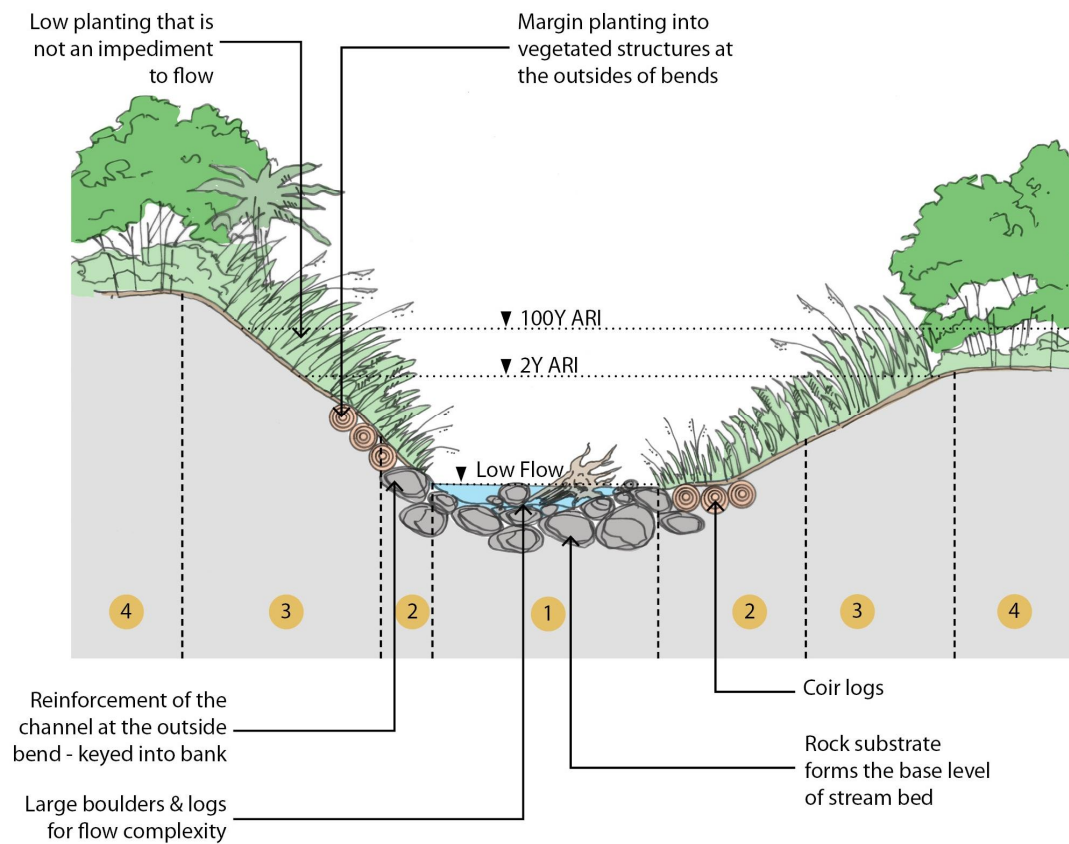 Low planting that is
not an impediment
to flow
Margin planting into
vegetated structures at
the outsides of bends
100Y ARI
2Y ARI
Low Flow
4
3
2
1
2
3
4
Reinforcement of the
channel at the outside
bend - keyed into bank
Large boulders & logs
for flow complexity
Coir logs
Rock substrate
forms the base level
of stream bed